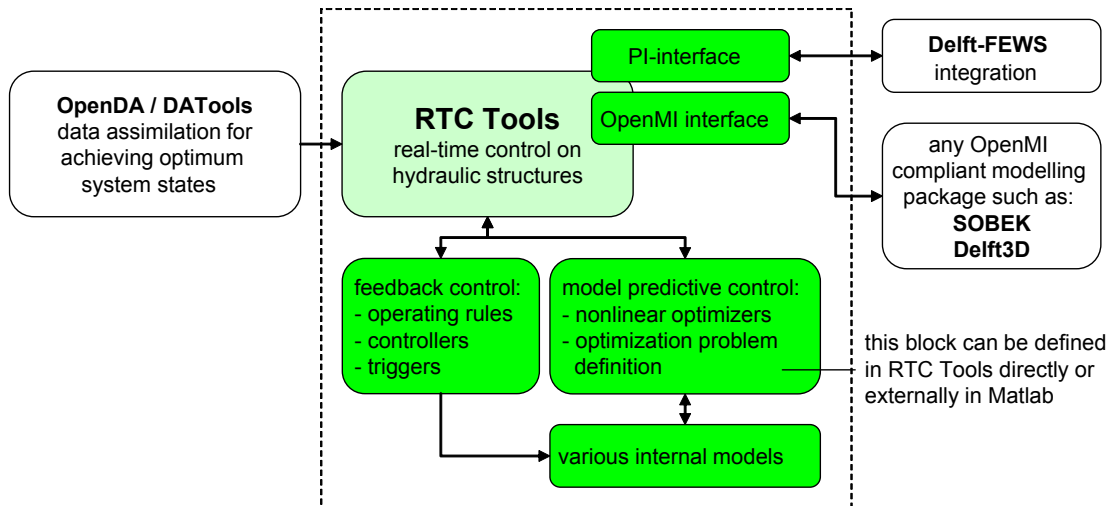 OpenDA / DATools
data assimilation for
achieving optimum
system states
RTC Tools
real-time control on
hydraulic structures
PI-interface
OpenMI interface
Delft-FEWS
integration
any OpenMI
compliant modelling
package such as:
SOBEK
Delft3D
feedback control:
- operating rules
- controllers
- triggers
model predictive control:
- nonlinear optimizers
- optimization problem
definition
this block can be defined
in RTC Tools directly or
externally in Matlab
various internal models